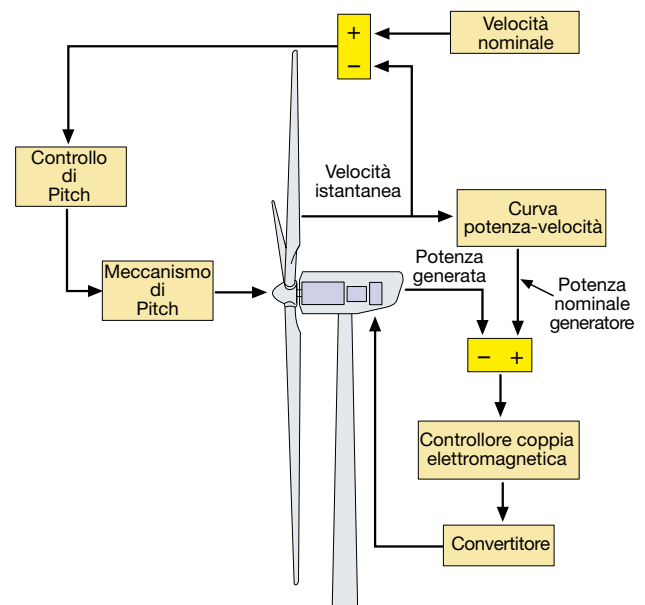 +
−
Velocità
nominale
Controllo
di
Pitch
Velocità
istantanea
Curva
potenza-velocità
Meccanismo
di
Pitch
Potenza
generata
Potenza
nominale
generatore
− +
Controllore coppia
elettromagnetica
Convertitore